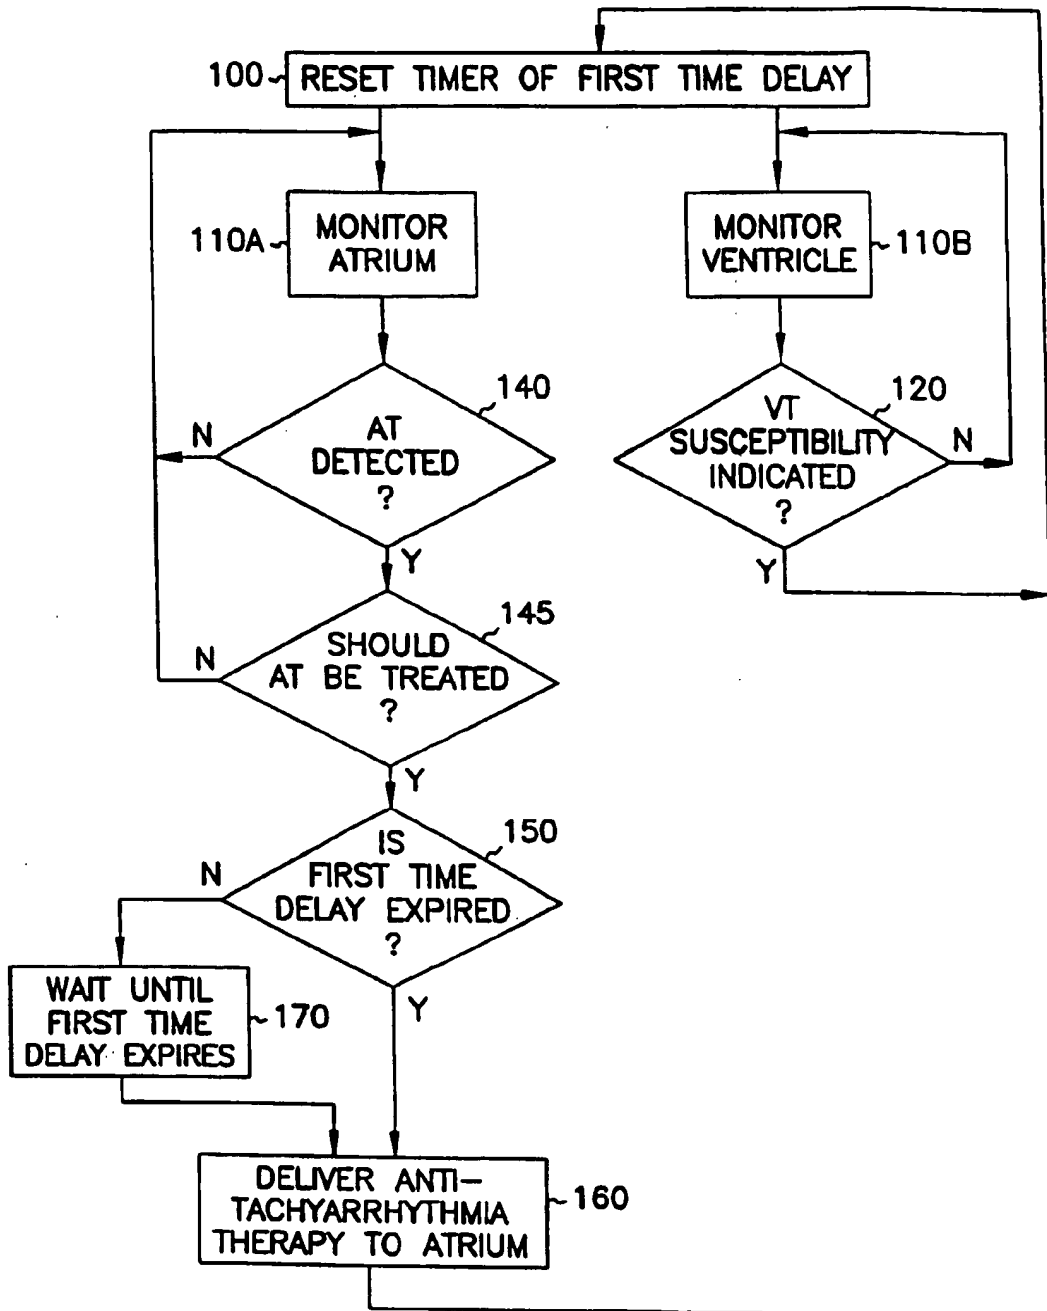 100
RESET TIMER OF FIRST TIME DELAY
110A
MONITOR
ATRIUM
MONITOR
VENTRICLE
110B
140
AT
DETECTED
?
N
Y
120
VT
SUSCEPTIBILITY
INDICATED
?
N
Y
145
SHOULD
AT BE TREATED
?
N
Y
150
IS
FIRST TIME
DELAY EXPIRED
?
N
Y
WAIT UNTIL
FIRST TIME
DELAY EXPIRES
170
DELIVER ANTI-
TACHYARRHYTHMIA
THERAPY TO ATRIUM
160